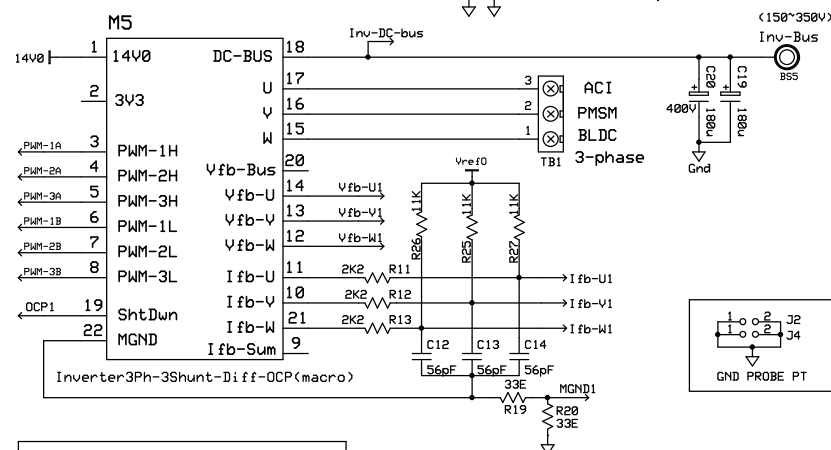 M5
14V0
1
14V0
2
3V3
PWM-1A
3
PWM-1H
PWM-2A
4
PWM-2H
PWM-3A
5
PWM-3H
PWM-1B
6
PWM-1L
PWM-2B
7
PWM-2L
PWM-3B
8
PWM-3L
OCP1
19
ShtDwn
22
MGND
DC-BUS
18
U
17
V
16
W
15
Vfb-Bus
20
Vfb-U
14
Vfb-U1
Vfb-V
13
Vfb-V1
Vfb-W
12
Vfb-W1
Ifb-U
11
2K2
R11
Ifb-U1
Ifb-V
10
2K2
R12
Ifb-V1
Ifb-W
21
2K2
R13
Ifb-W1
Ifb-Sum
9
Inverter3Ph-3Shunt-Diff-OCP(macro)
Inv-DC-bus
3
2
1
TB1
ACI
PMSM
BLDC
3-phase
(150~350V)
Inv-Bus
BS5
C20
400V
180u
C19
180u
Gnd
Vref0
11K
R26
11K
R25
11K
R27
C12
56pF
C13
56pF
C14
56pF
33E
R19
MGND1
R20
33E
1
2
J2
1
2
J4
GND PROBE PT